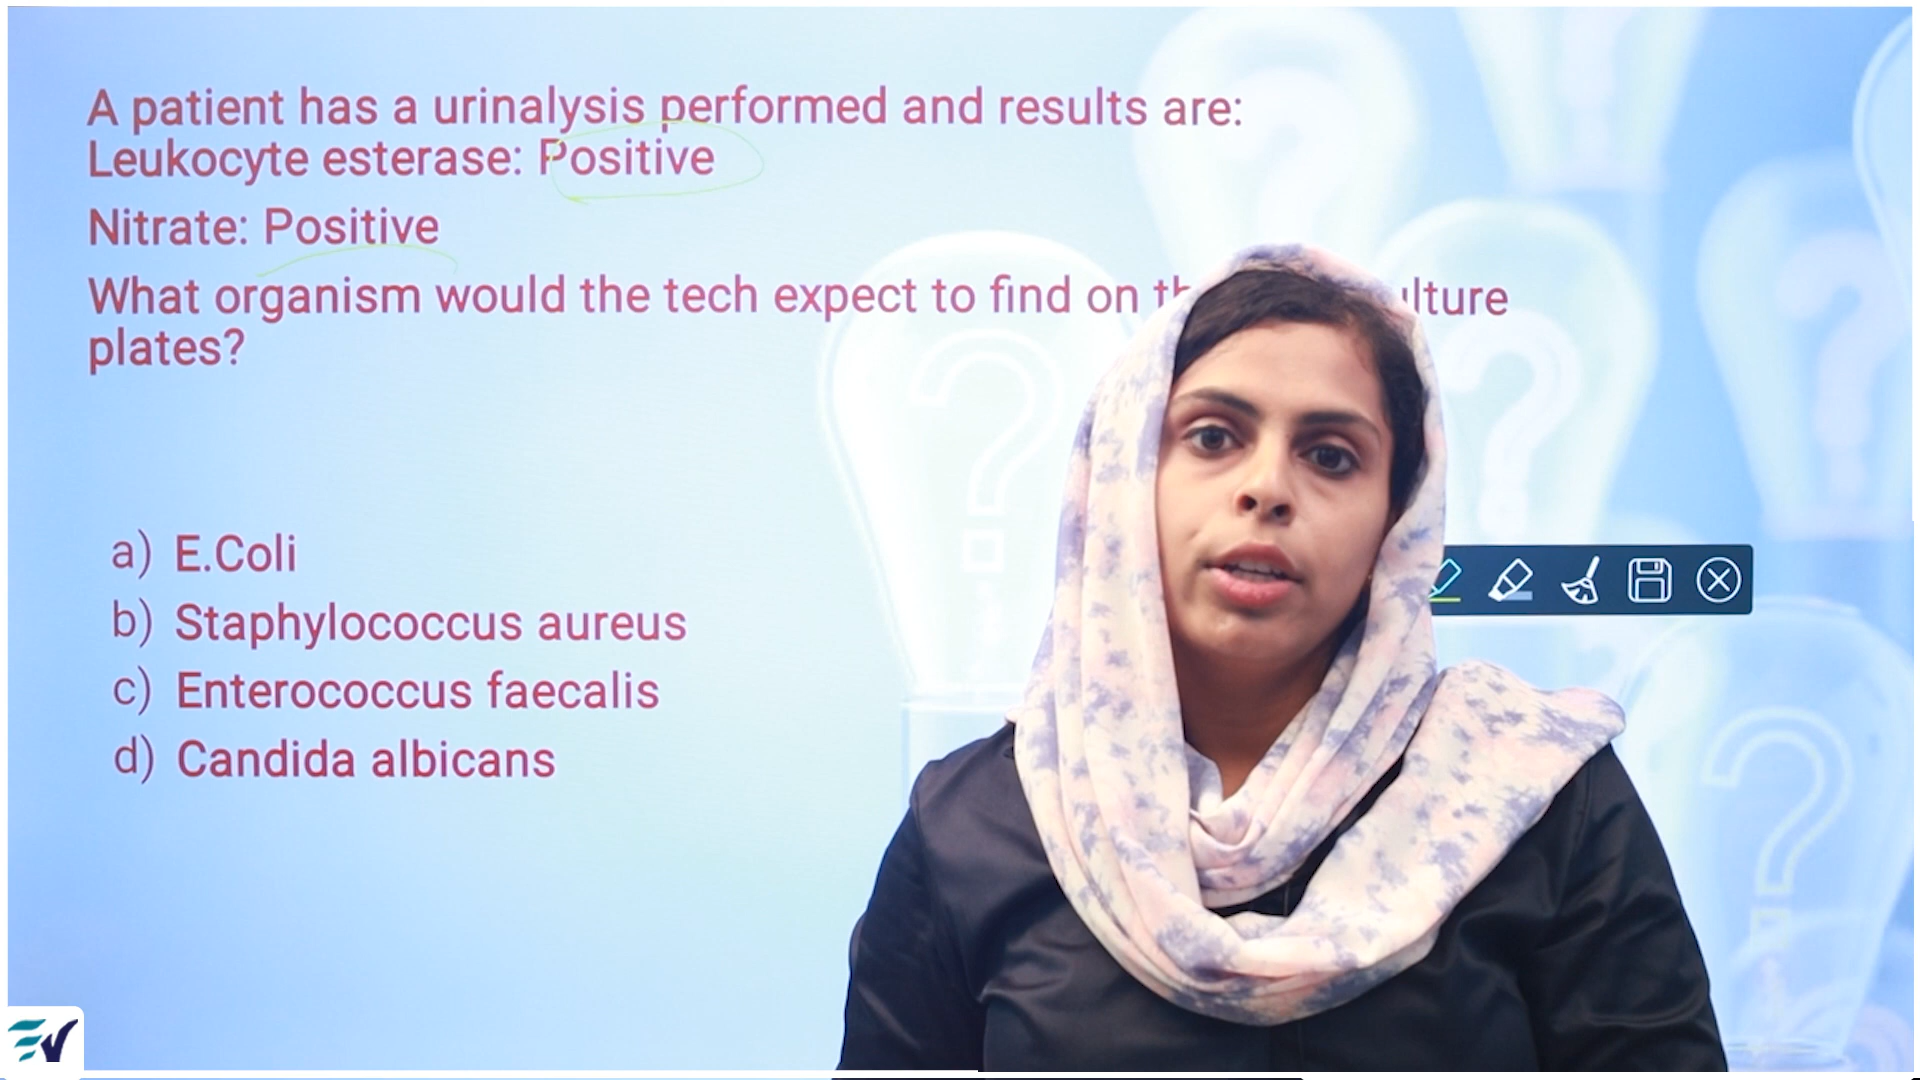 A patient has a urinalysis performed and results are:
Leukocyte esterase: Positive
Nitrate: Positive
What organism would the tech expect to find on
plates?
a) E.Coli
b) Staphylococcus aureus
c) Enterococcus faecalis
d) Candida albicans